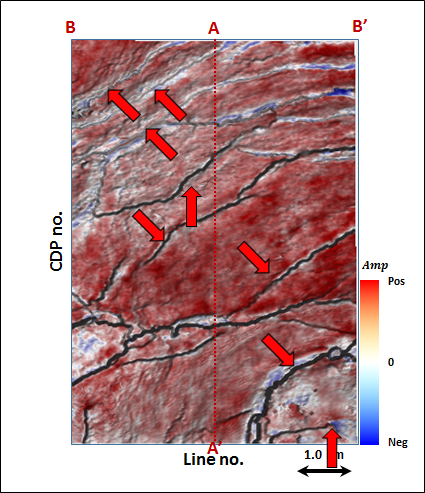 B
A
B’
CDP no.
Amp
Pos
0
Neg
A’
Line no.
1.0